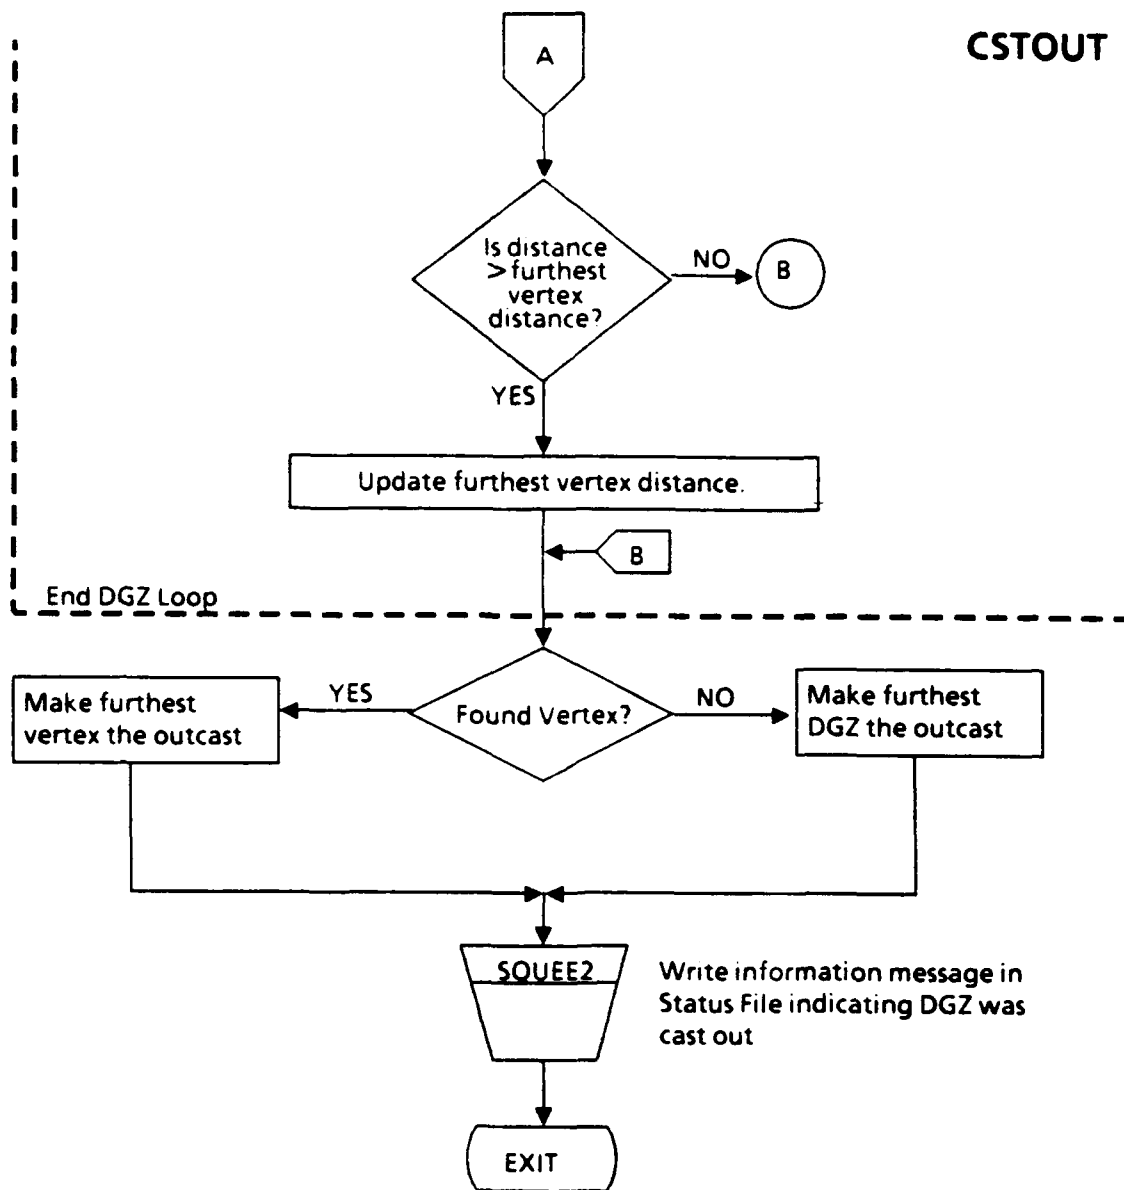 CSTOUT
A
Is distance
> furthest
vertex
distance?
NO
B
YES
Update furthest vertex distance.
B
End DGZ Loop
Make furthest
vertex the outcast
YES
Found Vertex?
NO
Make furthest
DGZ the outcast
SQUEE2
Write information message in
Status File indicating DGZ was
cast out
EXIT